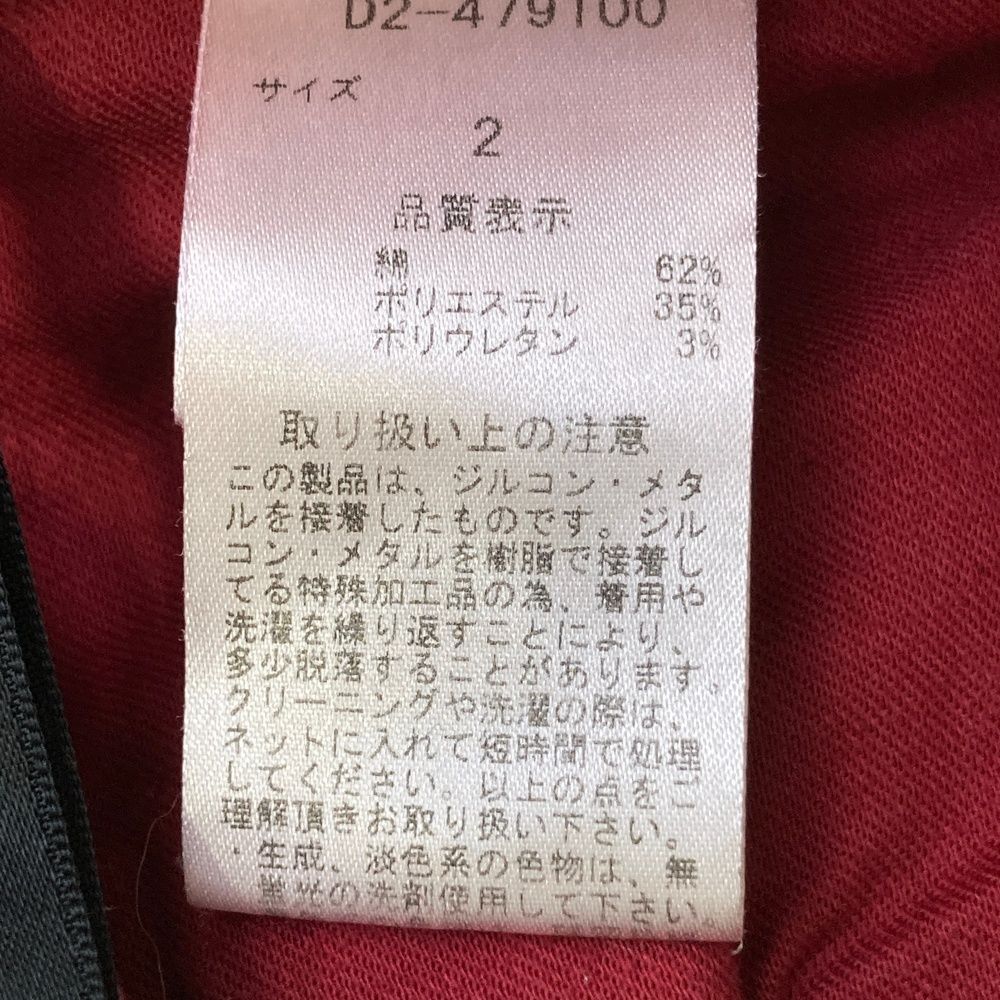 D2-479100
サイズ
2
品質表示
綿 62%
ポリエステル 35%
ポリウレタン 3%
取り扱い上の注意
この製品は、ジルコン・メタ
ルを接着したものです。ジル
コン・メタルを樹脂で接着し
てる特殊加工品の為、着用や
洗濯を繰り返すことにより、
多少脱落することがあります。
クリーニングや洗濯の際は、
ネットに入れて短時間で処理
してください。以上の点をご
理解頂きお取り扱い下さい。
・生成、淡色系の色物は、無
蛍光の洗剤使用して下さい。